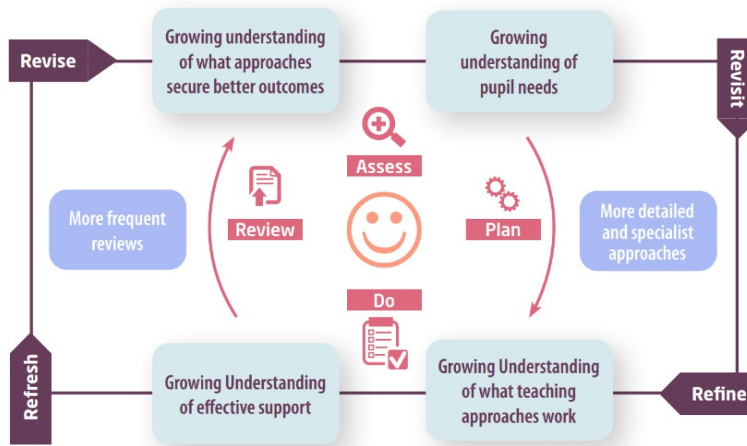 Revise
Growing understanding
of what approaches
secure better outcomes
Growing
understanding of
pupil needs
Revisit
Assess
More frequent
reviews
Review
Plan
More detailed
and specialist
approaches
Do
Refresh
Growing Understanding
of effective support
Growing Understanding
of what teaching
approaches work
Refine